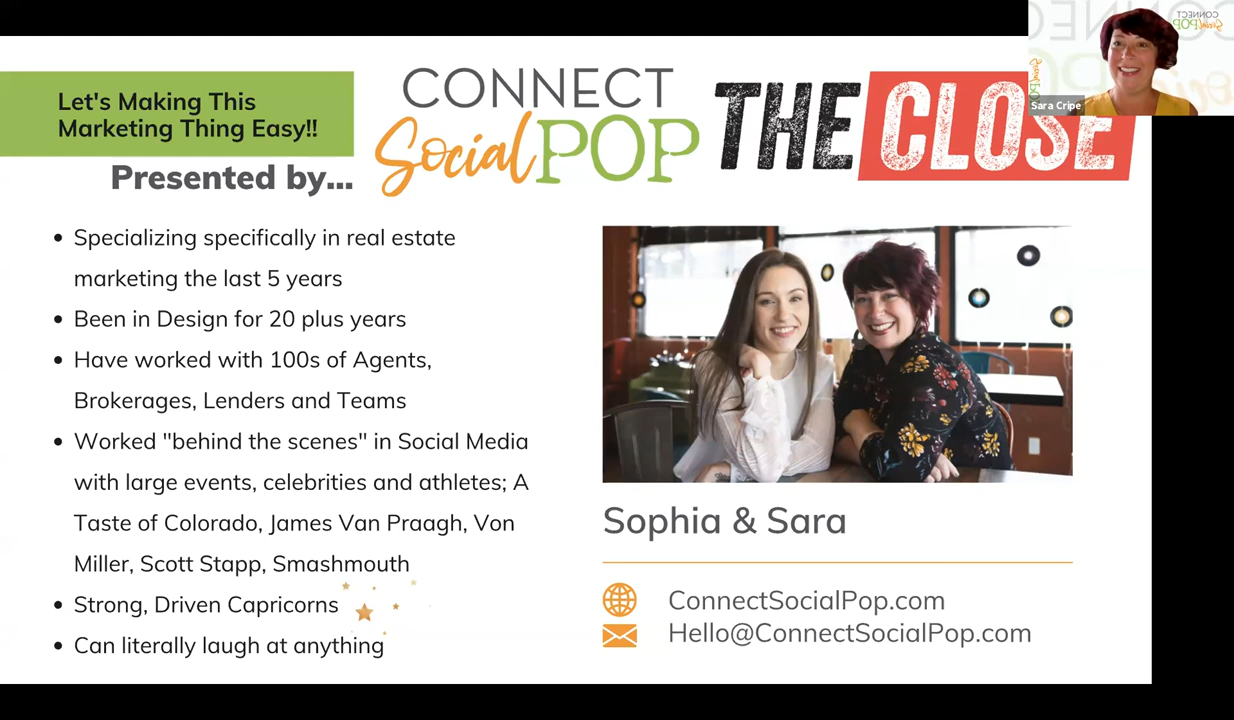 Let's Making This
Marketing Thing Easy!!
Presented by...
CONNECT
Social POP
THE CLOSE
CONNECT
Social POP
Sara Cripe
• Specializing specifically in real estate
marketing the last 5 years
• Been in Design for 20 plus years
• Have worked with 100s of Agents,
Brokerages, Lenders and Teams
• Worked "behind the scenes" in Social Media
with large events, celebrities and athletes; A
Taste of Colorado, James Van Praagh, Von
Miller, Scott Stapp, Smashmouth
• Strong, Driven Capricorns
• Can literally laugh at anything
Sophia & Sara
ConnectSocialPop.com
Hello@ConnectSocialPop.com